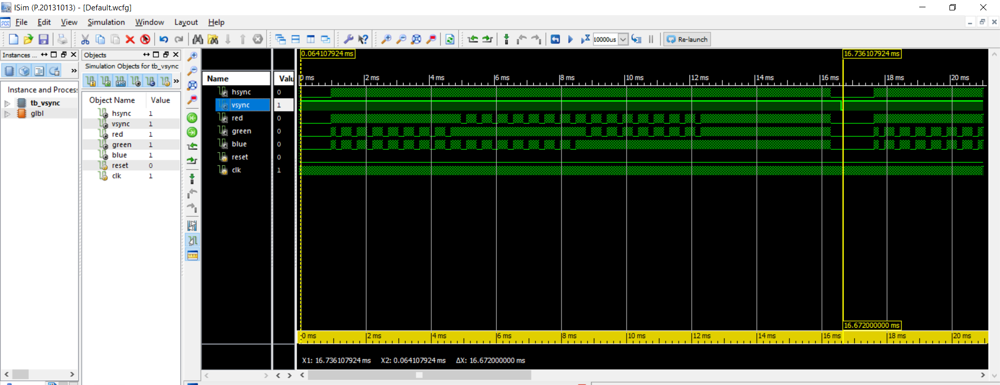 ISim (P.20131013) - [Default.wcfg]
File Edit View Simulation Window Layout Help
10000us Re-launch
Instances ... Objects
Simulation Objects for tb_vsync
Instance and Proces
tb_vsync
glbl
Object Name Value
hsync 1
vsync 1
red 1
green 1
blue 1
reset 0
clk 1
Name Valu
hsync 0
vsync 1
red 0
green 0
blue 0
reset 0
clk 1
0.064107924 ms 16.736107924 ms
0 ms 2 ms 4 ms 6 ms 8 ms 10 ms 12 ms 14 ms 16 ms 18 ms 20 ms
16.672000000 ms
0 ms 2 ms 4 ms 6 ms 8 ms 10 ms 12 ms 14 ms 16 ms 18 ms 20 ms
X1: 16.736107924 ms X2: 0.064107924 ms ΔX: 16.672000000 ms